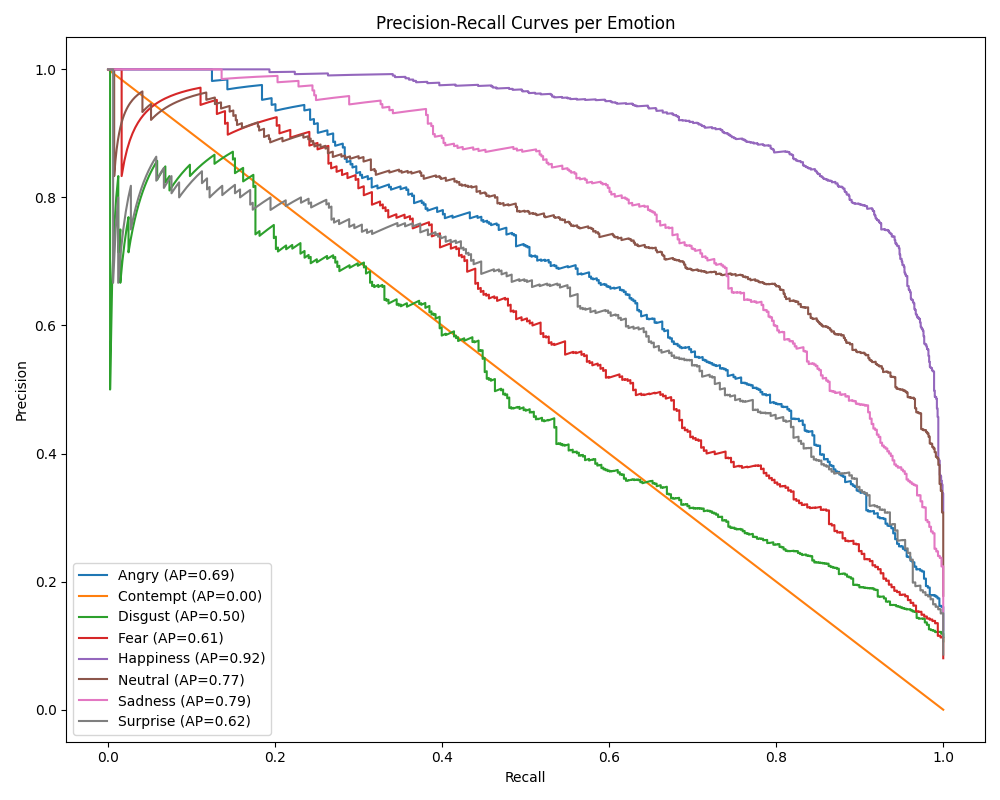 Precision-Recall Curves per Emotion
Precision
1.0
0.8
0.6
0.4
0.2
0.0
Angry (AP=0.69)
Contempt (AP=0.00)
Disgust (AP=0.50)
Fear (AP=0.61)
Happiness (AP=0.92)
Neutral (AP=0.77)
Sadness (AP=0.79)
Surprise (AP=0.62)
0.0 0.2 0.4 0.6 0.8 1.0
Recall